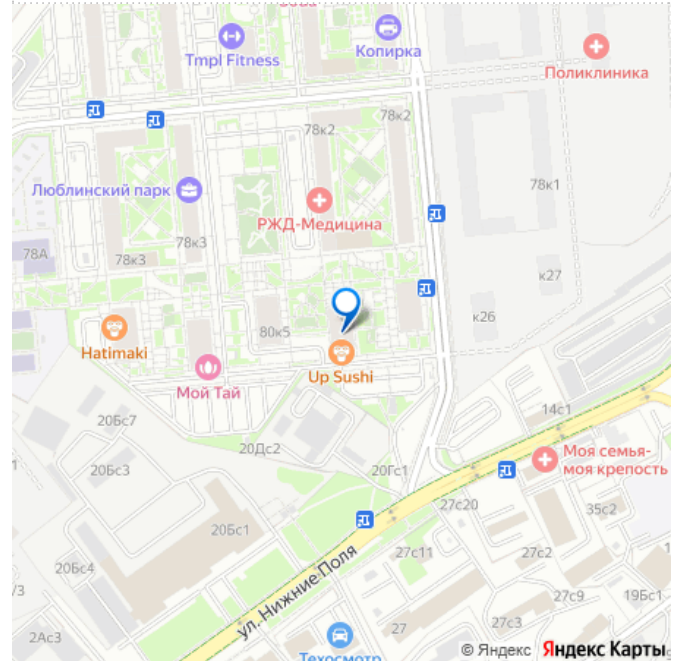 Tmpl Fitness
Копирка
Поликлиника
78к2
78к2
78к1
Люблинский парк
РЖД-Медицина
78к3
78А
78к3
к27
к26
80к5
Hatimaki
Up Sushi
Мой Тай
14с1
20Бс7
20Дс2
Моя семья-
моя крепость
20Бс3
20Гс1
27с20
35с2
20Бс1
27с11
27с2
20Бс4
ул. Нижние Поля
27с9
19Бс1
27
27с3
2Ас3
Техосмотр
© Яндекс Яндекс Карты